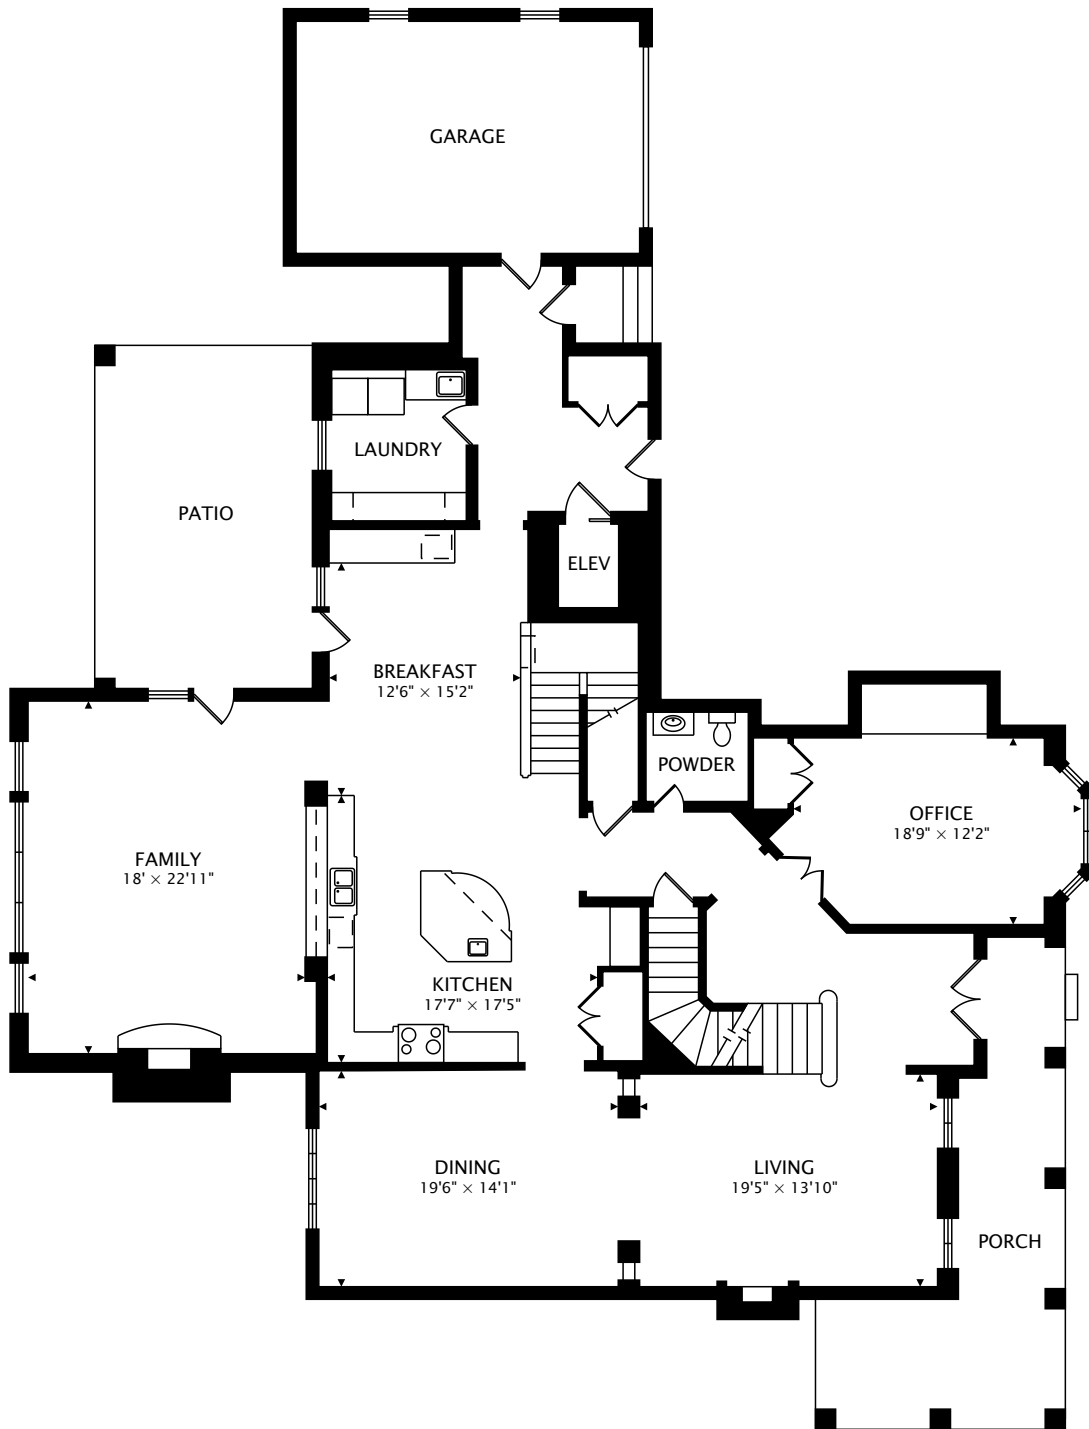 GARAGE
LAUNDRY
PATIO
ELEV
BREAKFAST
12'6" × 15'2"
POWDER
OFFICE
18'9" × 12'2"
FAMILY
18' × 22'11"
KITCHEN
17'7" × 17'5"
DINING
19'6" × 14'1"
LIVING
19'5" × 13'10"
PORCH